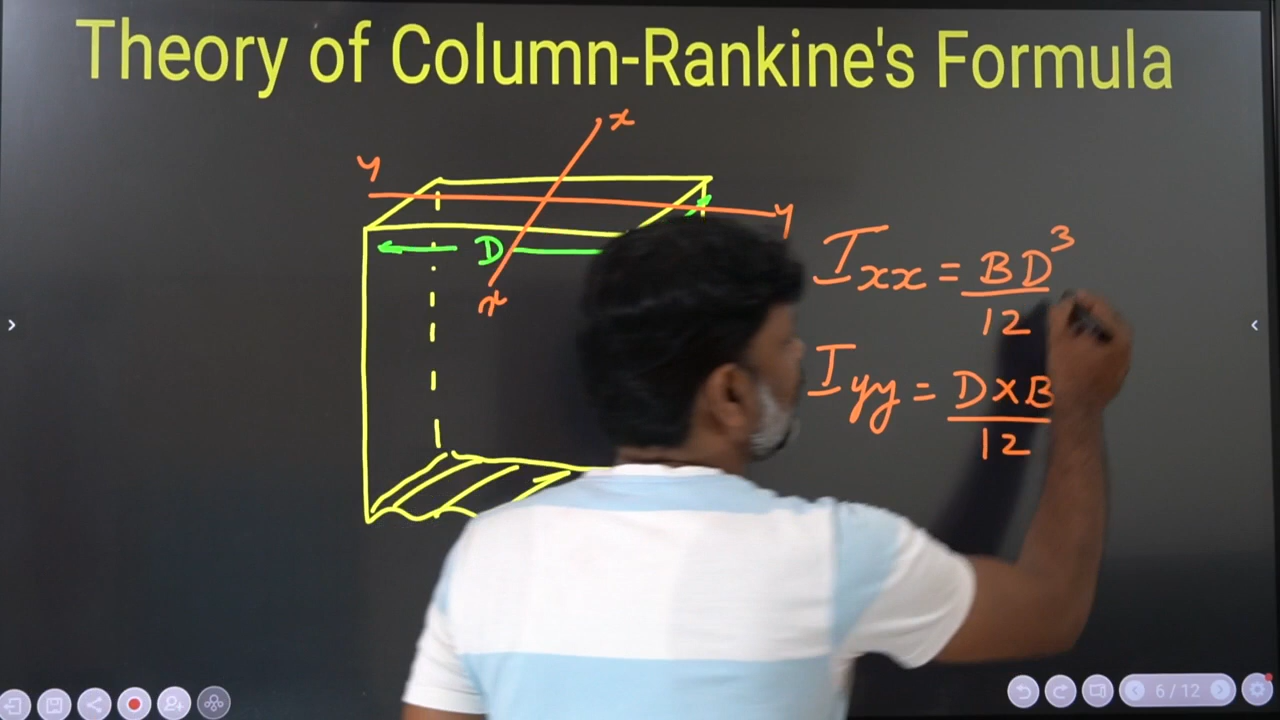 Theory of Column-Rankine's Formula
x
y
y
D
x
Ixx = BD³
12
Iyy = D×B
12
6 / 12